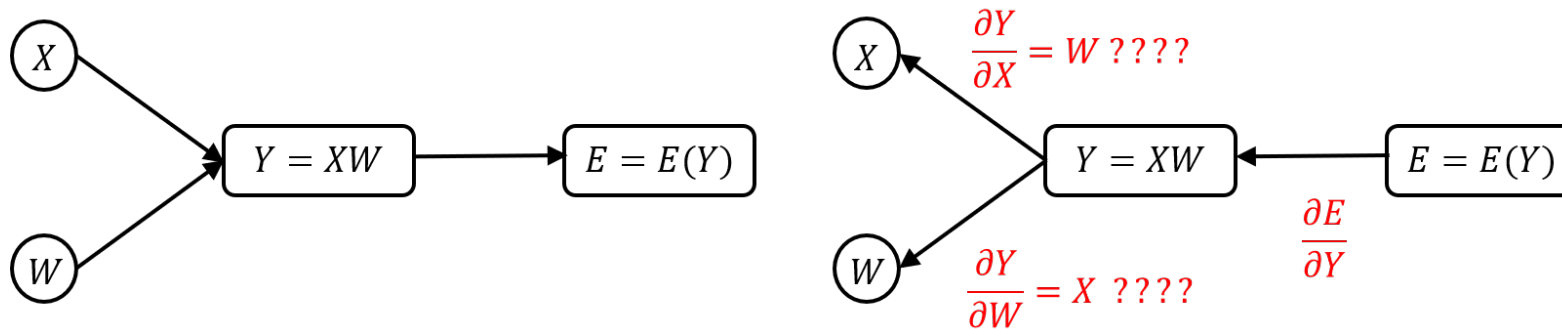 X
W
Y = XW
E = E(Y)
X
W
∂Y/∂X = W ????
Y = XW
E = E(Y)
∂E/∂Y
∂Y/∂W = X ????